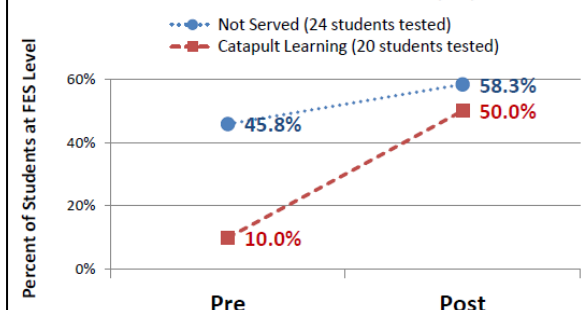 Not Served (24 students tested)
Catapult Learning (20 students tested)
Percent of Students at FES Level
60%
58.3%
50.0%
45.8%
40%
20%
10.0%
0%
Pre Post